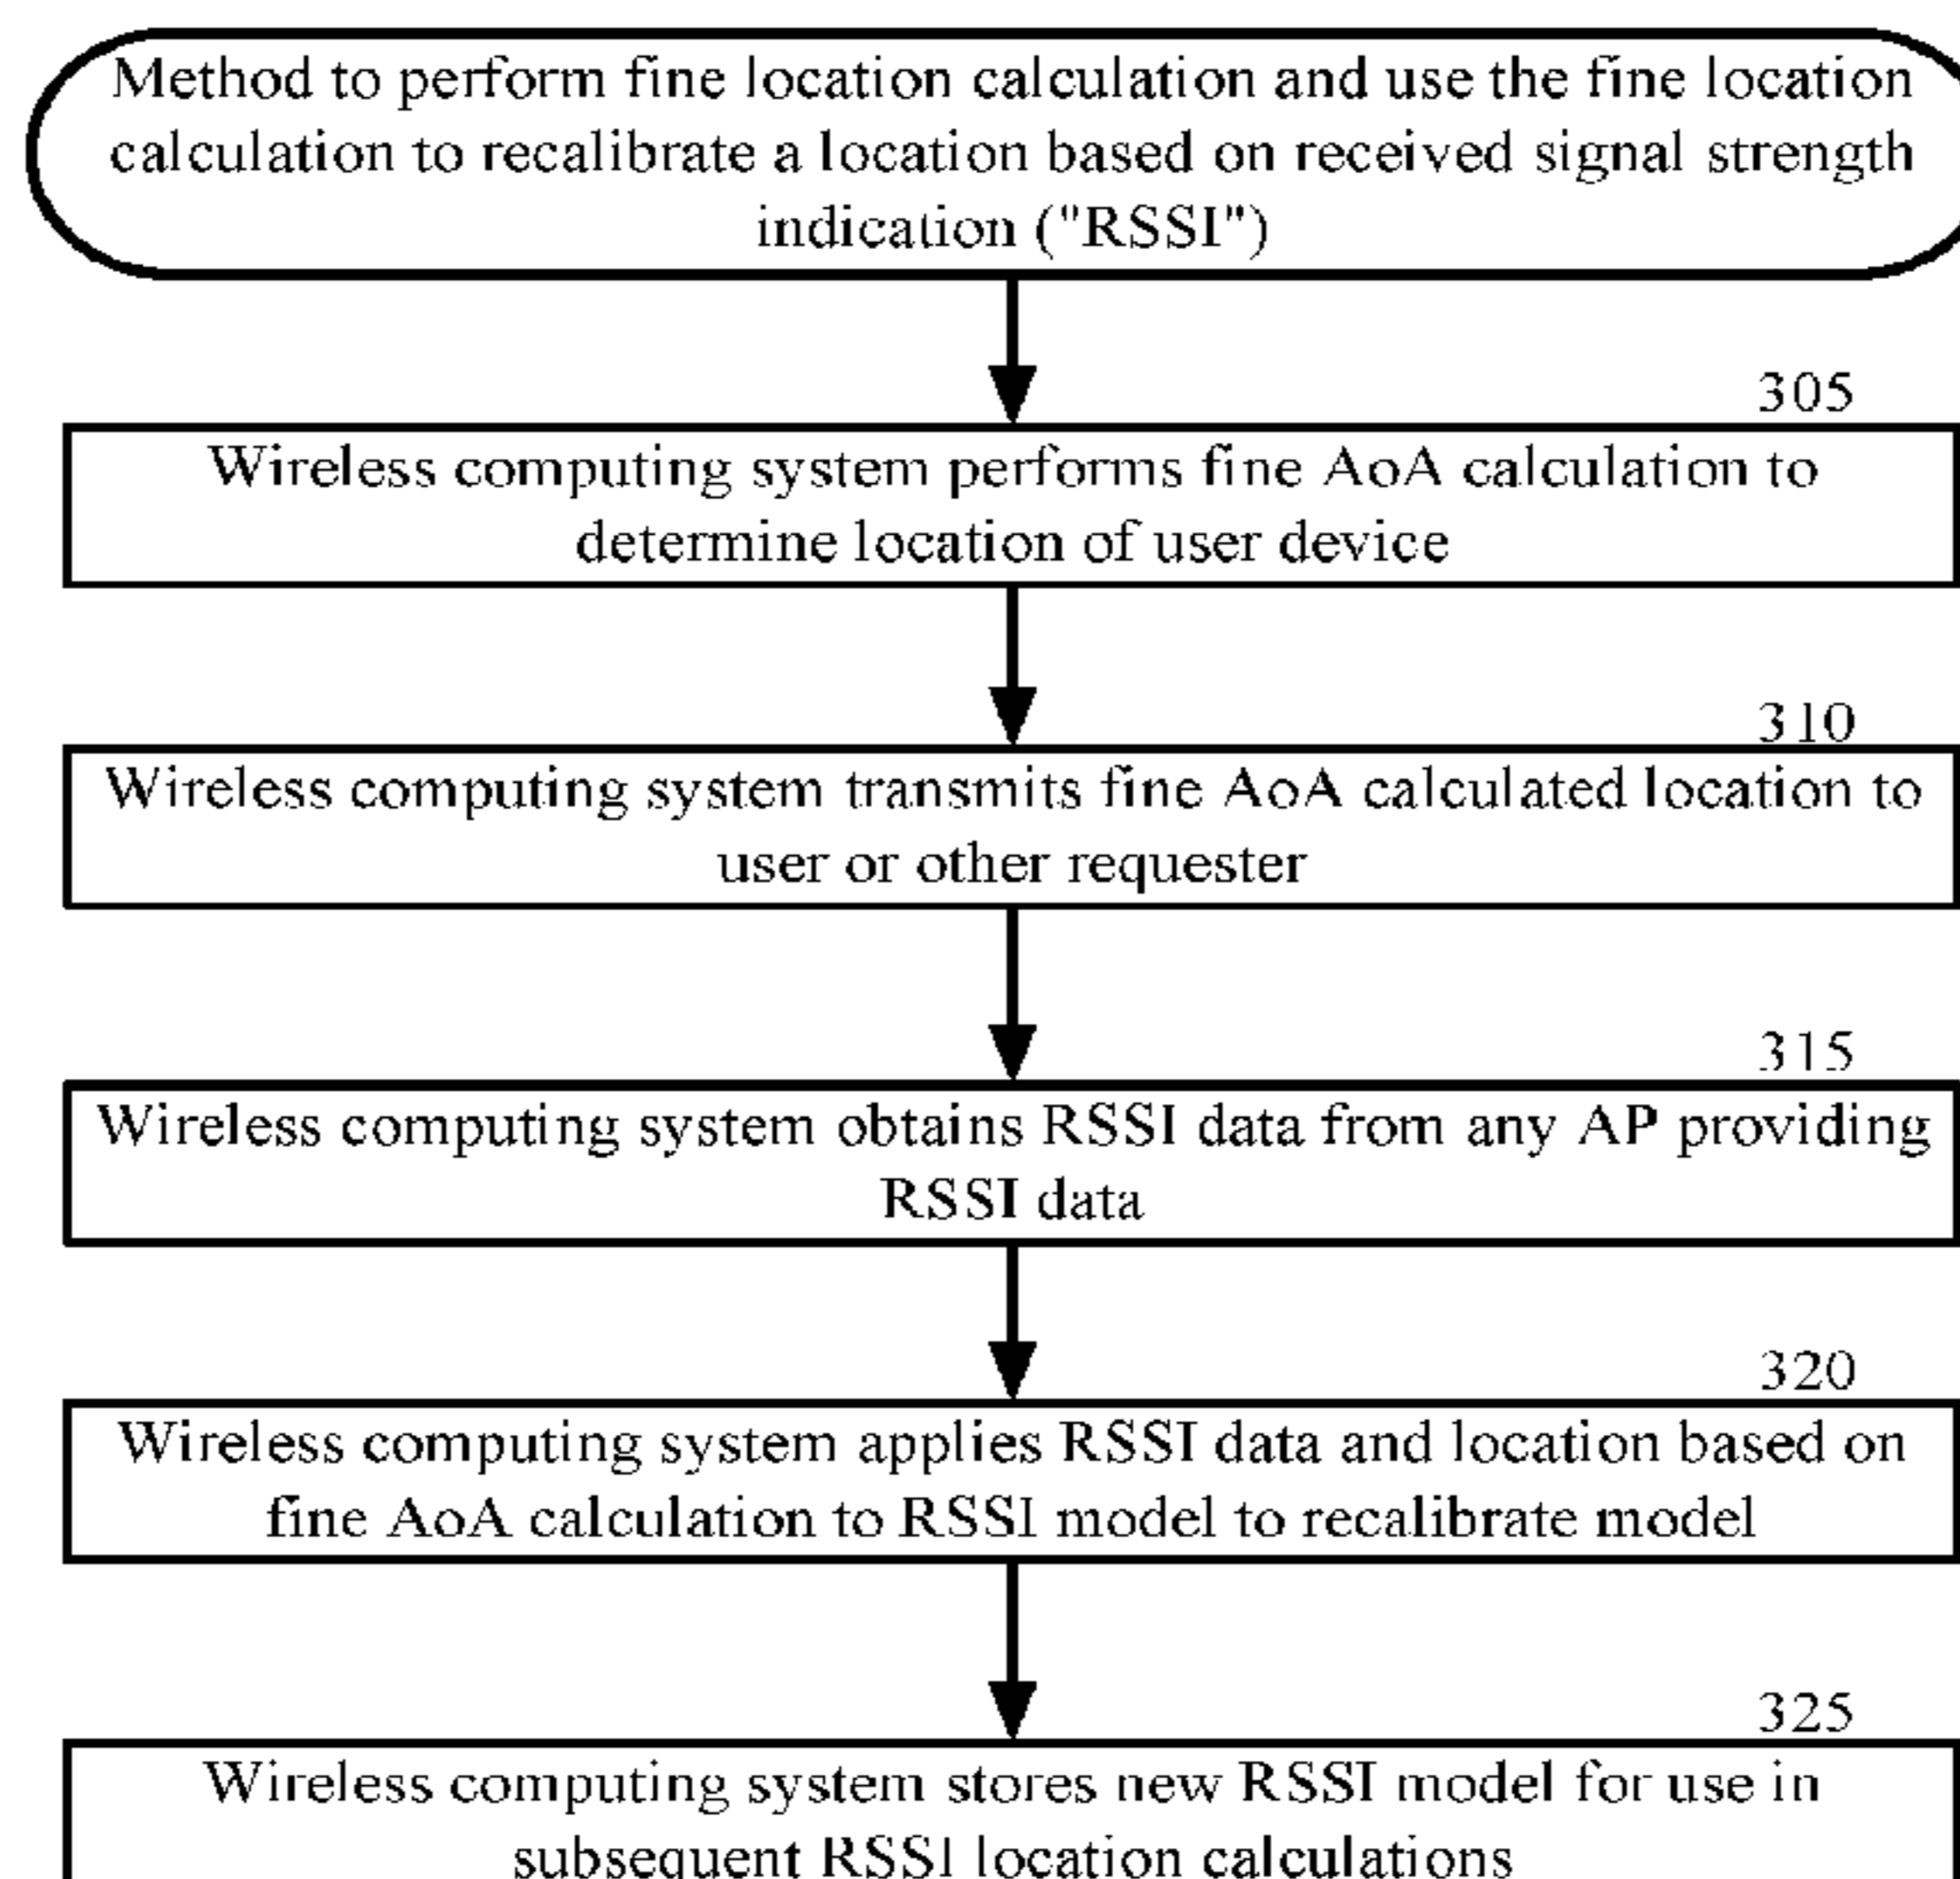 Method to perform fine location calculation and use the fine location
calculation to recalibrate a location based on received signal strength
indication ("RSSI")
305
Wireless computing system performs fine AoA calculation to
determine location of user device
310
Wireless computing system transmits fine AoA calculated location to
user or other requester
315
Wireless computing system obtains RSSI data from any AP providing
RSSI data
320
Wireless computing system applies RSSI data and location based on
fine AoA calculation to RSSI model to recalibrate model
325
Wireless computing system stores new RSSI model for use in
subsequent RSSI location calculations